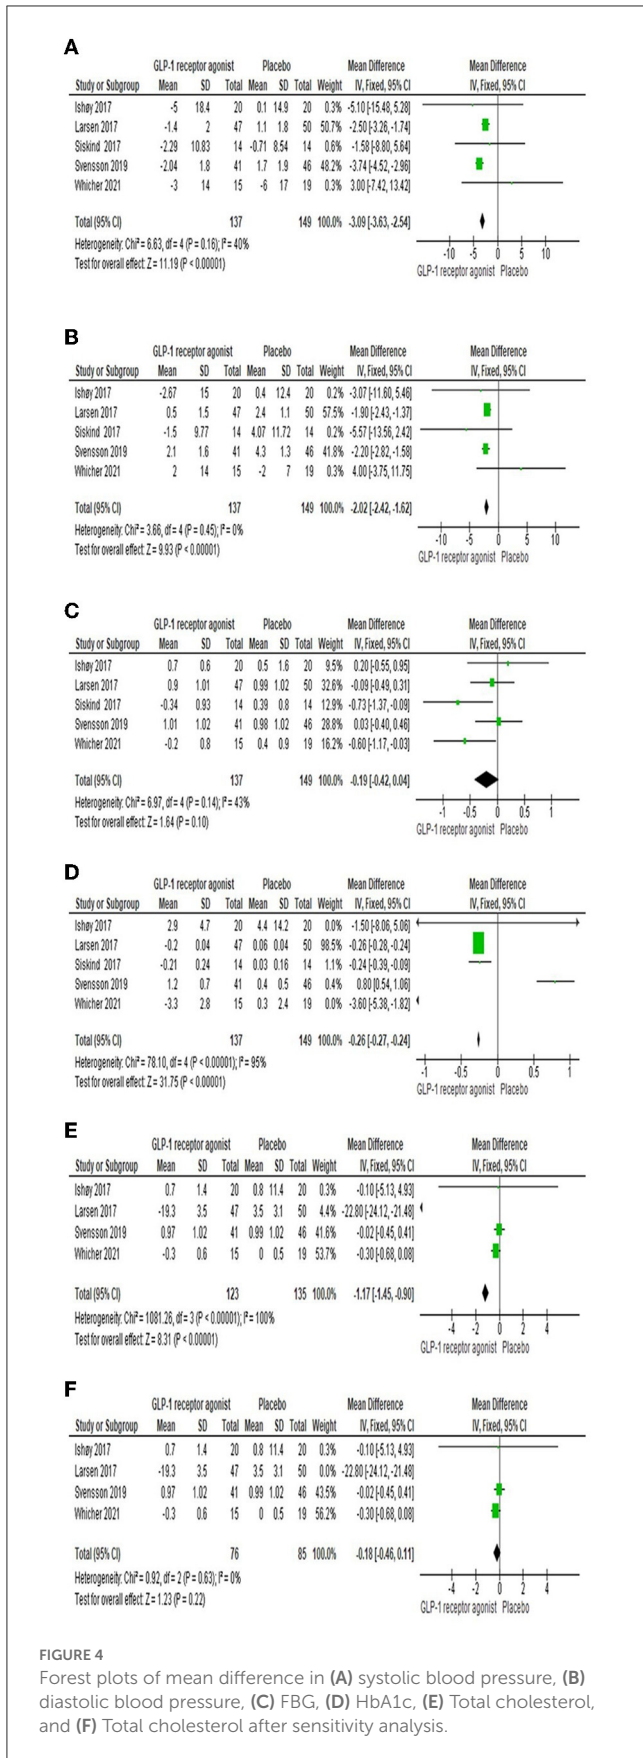 A
GLP-1 receptor agonist Placebo Mean Difference Mean Difference
Study or Subgroup Mean SD Total Mean SD Total Weight IV, Fixed, 95% CI IV, Fixed, 95% CI
Ishøy 2017 -5 18.4 20 0.1 14.9 20 0.3% -5.10 [-15.48, 5.28]
Larsen 2017 -1.4 2 47 1.1 1.8 50 50.7% -2.50 [-3.26, -1.74]
Siskind 2017 -2.29 10.83 14 -0.71 8.54 14 0.6% -1.58 [-8.80, 5.64]
Svensson 2019 -2.04 1.8 41 1.7 1.9 46 48.2% -3.74 [-4.52, -2.96]
Whicher 2021 -3 14 15 -6 17 19 0.3% 3.00 [-7.42, 13.42]
Total (95% CI) 137 149 100.0% -3.09 [-3.63, -2.54]
Heterogeneity: Chi² = 6.63, df = 4 (P = 0.16); I² = 40%
Test for overall effect: Z = 11.19 (P < 0.00001)
-10 -5 0 5 10
GLP-1 receptor agonist Placebo
B
GLP-1 receptor agonist Placebo Mean Difference Mean Difference
Study or Subgroup Mean SD Total Mean SD Total Weight IV, Fixed, 95% CI IV, Fixed, 95% CI
Ishøy 2017 -2.67 15 20 0.4 12.4 20 0.2% -3.07 [-11.60, 5.46]
Larsen 2017 0.5 1.5 47 2.4 1.1 50 57.5% -1.90 [-2.43, -1.37]
Siskind 2017 -1.5 9.77 14 4.07 11.72 14 0.3% -5.57 [-13.56, 2.42]
Svensson 2019 2.1 1.6 41 4.3 1.3 46 41.8% -2.20 [-2.82, -1.58]
Whicher 2021 2 14 15 -2 7 19 0.3% 4.00 [-3.75, 11.75]
Total (95% CI) 137 149 100.0% -2.02 [-2.42, -1.62]
Heterogeneity: Chi² = 3.66, df = 4 (P = 0.45); I² = 0%
Test for overall effect: Z = 9.93 (P < 0.00001)
-10 -5 0 5 10
GLP-1 receptor agonist Placebo
C
GLP-1 receptor agonist Placebo Mean Difference Mean Difference
Study or Subgroup Mean SD Total Mean SD Total Weight IV, Fixed, 95% CI IV, Fixed, 95% CI
Ishøy 2017 0.7 0.6 20 0.5 1.6 20 9.5% 0.20 [-0.55, 0.95]
Larsen 2017 0.9 1.01 47 0.99 1.02 50 32.6% -0.09 [-0.49, 0.31]
Siskind 2017 -0.34 0.93 14 0.39 0.8 14 12.9% -0.73 [-1.37, -0.09]
Svensson 2019 1.01 1.02 41 0.98 1.02 46 28.8% 0.03 [-0.40, 0.46]
Whicher 2021 -0.2 0.8 15 0.4 0.9 19 16.2% -0.60 [-1.17, -0.03]
Total (95% CI) 137 149 100.0% -0.19 [-0.42, 0.04]
Heterogeneity: Chi² = 6.97, df = 4 (P = 0.14); I² = 43%
Test for overall effect: Z = 1.64 (P = 0.10)
-1 -0.5 0 0.5 1
GLP-1 receptor agonist Placebo
D
GLP-1 receptor agonist Placebo Mean Difference Mean Difference
Study or Subgroup Mean SD Total Mean SD Total Weight IV, Fixed, 95% CI IV, Fixed, 95% CI
Ishøy 2017 2.9 4.7 20 4.4 14.2 20 0.0% -1.50 [-8.06, 5.06]
Larsen 2017 -0.2 0.04 47 0.06 0.04 50 98.5% -0.26 [-0.28, -0.24]
Siskind 2017 -0.21 0.24 14 0.03 0.16 14 1.1% -0.24 [-0.39, -0.09]
Svensson 2019 1.2 0.7 41 0.4 0.5 46 0.4% 0.80 [0.54, 1.06]
Whicher 2021 -3.3 2.8 15 0.3 2.4 19 0.0% -3.60 [-5.38, -1.82]
Total (95% CI) 137 149 100.0% -0.26 [-0.27, -0.24]
Heterogeneity: Chi² = 78.10, df = 4 (P < 0.00001); I² = 95%
Test for overall effect: Z = 31.75 (P < 0.00001)
-1 -0.5 0 0.5 1
GLP-1 receptor agonist Placebo
E
GLP-1 receptor agonist Placebo Mean Difference Mean Difference
Study or Subgroup Mean SD Total Mean SD Total Weight IV, Fixed, 95% CI IV, Fixed, 95% CI
Ishøy 2017 0.7 1.4 20 0.8 11.4 20 0.3% -0.10 [-5.13, 4.93]
Larsen 2017 -19.3 3.5 47 3.5 3.1 50 4.4% -22.80 [-24.12, -21.48]
Svensson 2019 0.97 1.02 41 0.99 1.02 46 41.6% -0.02 [-0.45, 0.41]
Whicher 2021 -0.3 0.6 15 0 0.5 19 53.7% -0.30 [-0.68, 0.08]
Total (95% CI) 123 135 100.0% -1.17 [-1.45, -0.90]
Heterogeneity: Chi² = 1081.26, df = 3 (P < 0.00001); I² = 100%
Test for overall effect: Z = 8.31 (P < 0.00001)
-4 -2 0 2 4
GLP-1 receptor agonist Placebo
F
GLP-1 receptor agonist Placebo Mean Difference Mean Difference
Study or Subgroup Mean SD Total Mean SD Total Weight IV, Fixed, 95% CI IV, Fixed, 95% CI
Ishøy 2017 0.7 1.4 20 0.8 11.4 20 0.3% -0.10 [-5.13, 4.93]
Larsen 2017 -19.3 3.5 47 3.5 3.1 50 0.0% -22.80 [-24.12, -21.48]
Svensson 2019 0.97 1.02 41 0.99 1.02 46 43.5% -0.02 [-0.45, 0.41]
Whicher 2021 -0.3 0.6 15 0 0.5 19 56.2% -0.30 [-0.68, 0.08]
Total (95% CI) 76 85 100.0% -0.18 [-0.46, 0.11]
Heterogeneity: Chi² = 0.92, df = 2 (P = 0.63); I² = 0%
Test for overall effect: Z = 1.23 (P = 0.22)
-4 -2 0 2 4
GLP-1 receptor agonist Placebo
FIGURE 4
Forest plots of mean difference in (A) systolic blood pressure, (B)
diastolic blood pressure, (C) FBG, (D) HbA1c, (E) Total cholesterol,
and (F) Total cholesterol after sensitivity analysis.